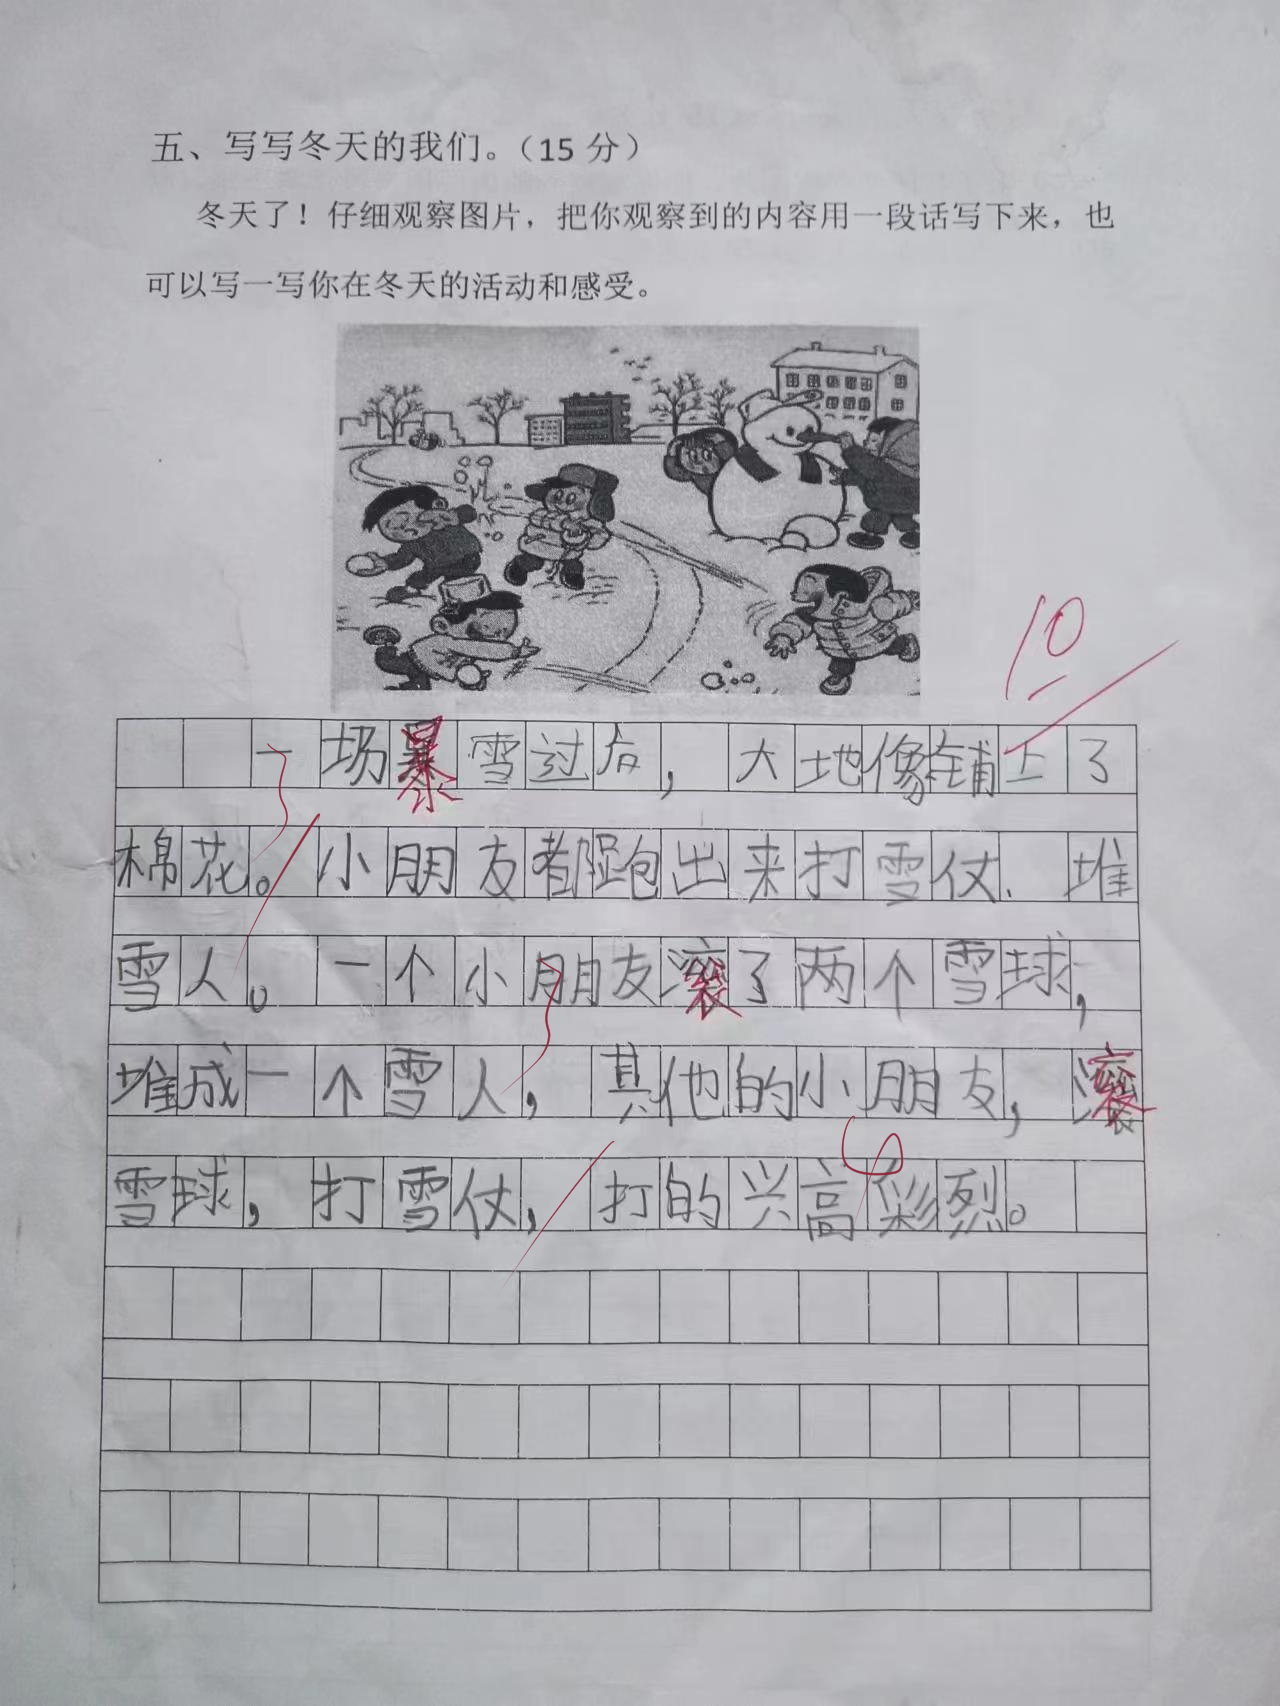 五、写写冬天的我们。（15 分）
冬天了！仔细观察图片，把你观察到的内容用一段话写下来，也
可以写一写你在冬天的活动和感受。
10
一场暴雪过后，大地像铺上了
棉花。小朋友都跑出来打雪仗、堆
雪人。一个小朋友滚了两个雪球，
堆成一个雪人，其他的小朋友，滚
雪球，打雪仗，打的兴高彩烈。